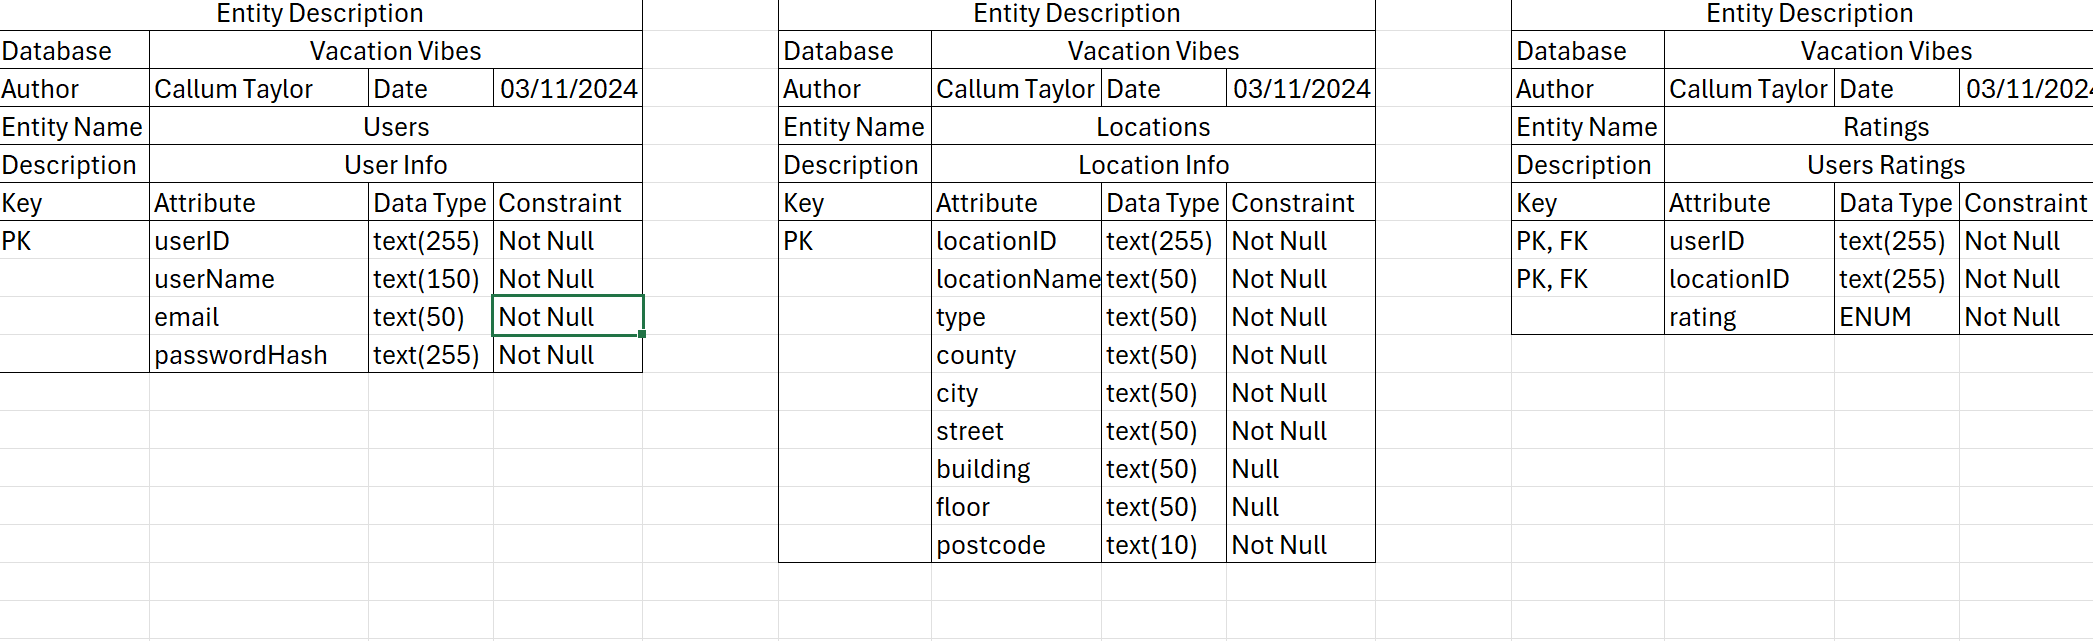 Entity Description
Database Vacation Vibes
Author Callum Taylor Date 03/11/2024
Entity Name Users
Description User Info
Key Attribute Data Type Constraint
PK userID text(255) Not Null
userName text(150) Not Null
email text(50) Not Null
passwordHash text(255) Not Null
Entity Description
Database Vacation Vibes
Author Callum Taylor Date 03/11/2024
Entity Name Locations
Description Location Info
Key Attribute Data Type Constraint
PK locationID text(255) Not Null
locationName text(50) Not Null
type text(50) Not Null
county text(50) Not Null
city text(50) Not Null
street text(50) Not Null
building text(50) Null
floor text(50) Null
postcode text(10) Not Null
Entity Description
Database Vacation Vibes
Author Callum Taylor Date 03/11/2024
Entity Name Ratings
Description Users Ratings
Key Attribute Data Type Constraint
PK, FK userID text(255) Not Null
PK, FK locationID text(255) Not Null
rating ENUM Not Null